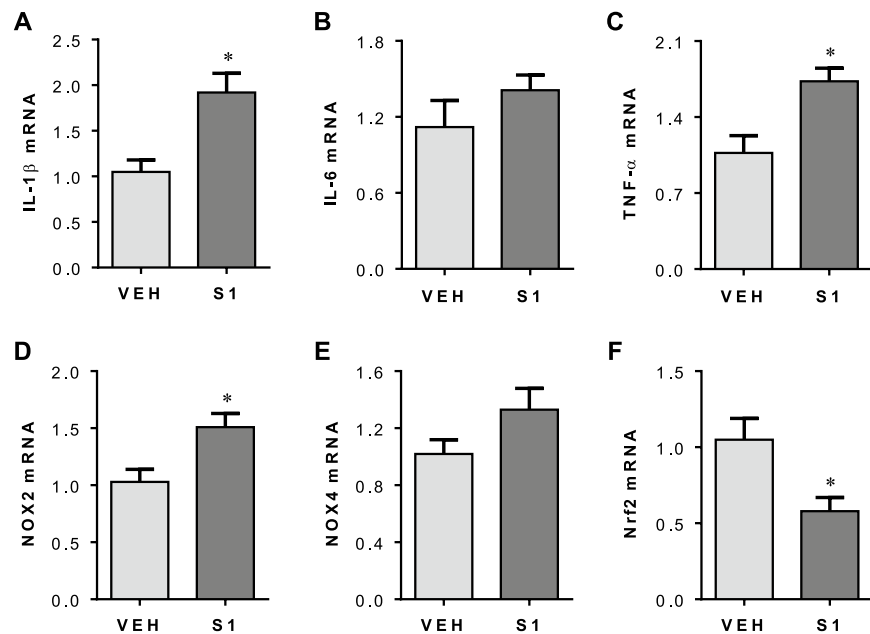 A
IL-1β mRNA
2.5
2.0
1.5
1.0
0.5
0.0
*
VEH S1
B
IL-6 mRNA
1.8
1.2
0.6
0.0
VEH S1
C
TNF-α mRNA
2.1
1.4
0.7
0.0
*
VEH S1
D
NOX2 mRNA
2.0
1.5
1.0
0.5
0.0
*
VEH S1
E
NOX4 mRNA
1.6
1.2
0.8
0.4
0.0
VEH S1
F
Nrf2 mRNA
1.5
1.0
0.5
0.0
*
VEH S1